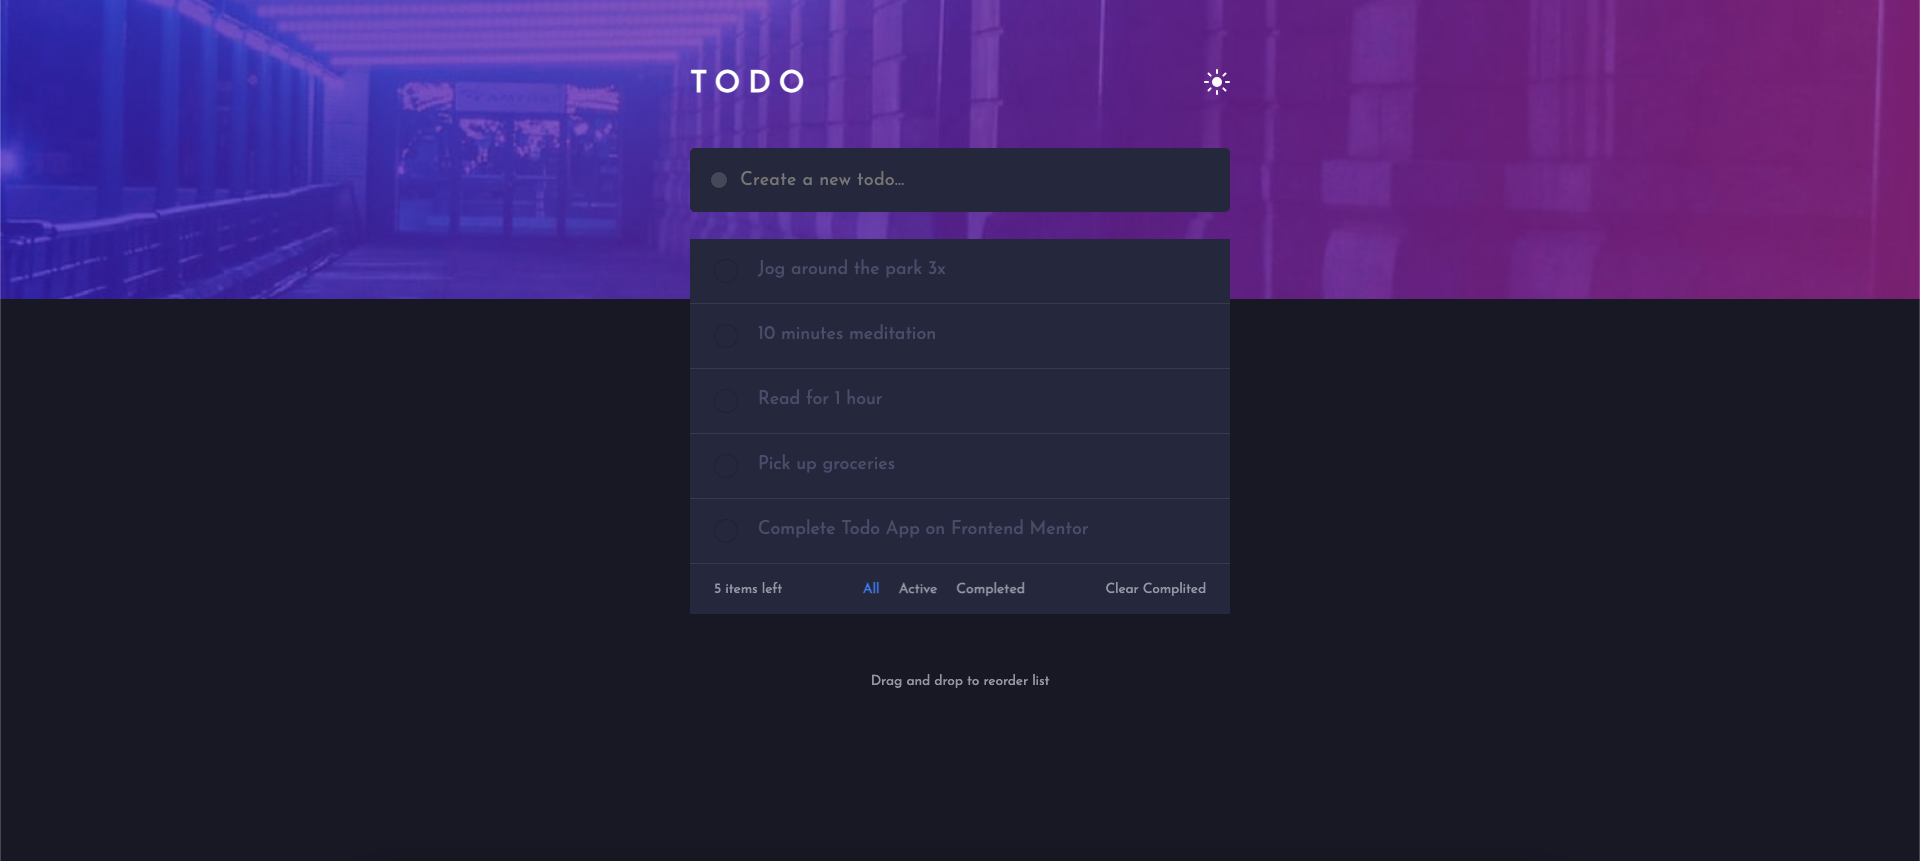 TODO
Create a new todo...
Jog around the park 3x
10 minutes meditation
Read for 1 hour
Pick up groceries
Complete Todo App on Frontend Mentor
5 items left All Active Completed Clear Complited
Drag and drop to reorder list